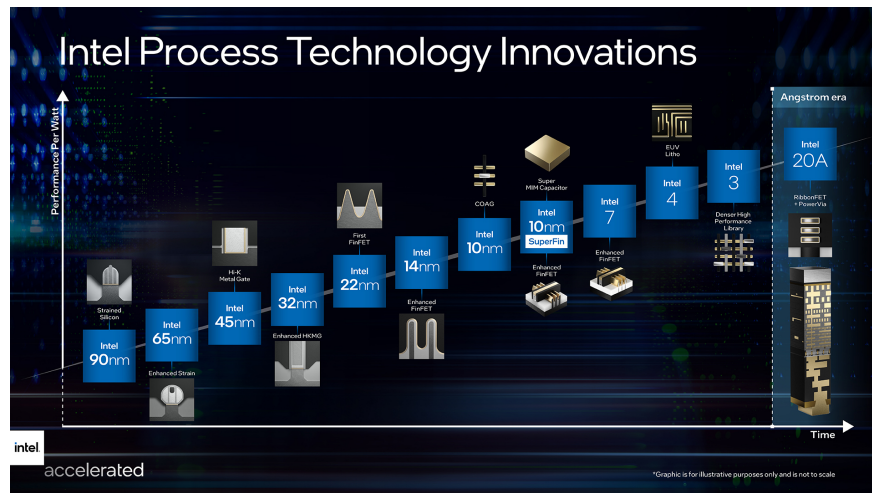 Intel Process Technology Innovations
Performance Per Watt
Strained
Silicon
Intel
90nm
Intel
65nm
Enhanced Strain
Hi-K
Metal Gate
Intel
45nm
Intel
32nm
Enhanced HKMG
First
FinFET
Intel
22nm
Intel
14nm
Enhanced
FinFET
COAG
Intel
10nm
Super
MIM Capacitor
Intel
10nm
SuperFin
Enhanced
FinFET
Intel
7
Enhanced
FinFET
EUV
Litho
Intel
4
Intel
3
Denser High
Performance
Library
Angstrom era
Intel
20A
RibbonFET
+ PowerVia
Time
intel.
accelerated
*Graphic is for illustrative purposes only and is not to scale